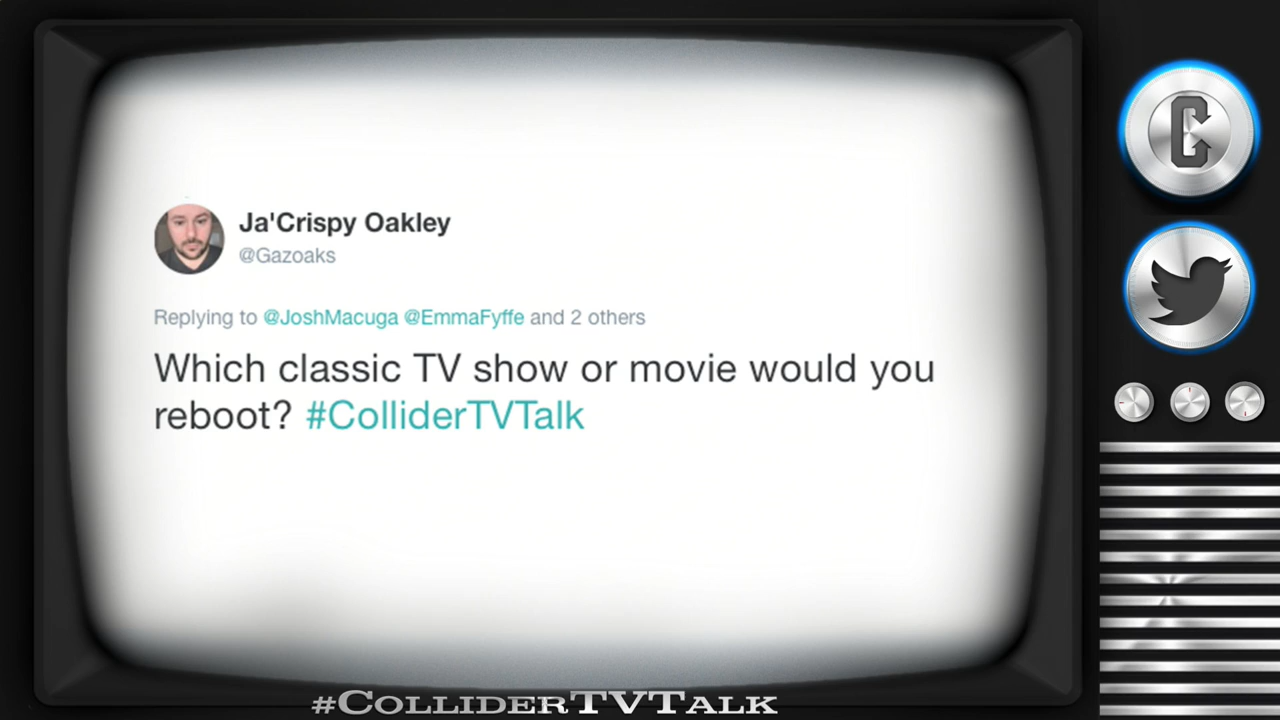 Ja'Crispy Oakley
@Gazoaks
Replying to @JoshMacuga @EmmaFyffe and 2 others
Which classic TV show or movie would you
reboot? #ColliderTVTalk
#ColliderTVTalk